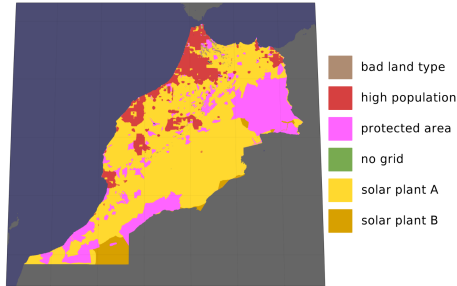 bad land type
high population
protected area
no grid
solar plant A
solar plant B